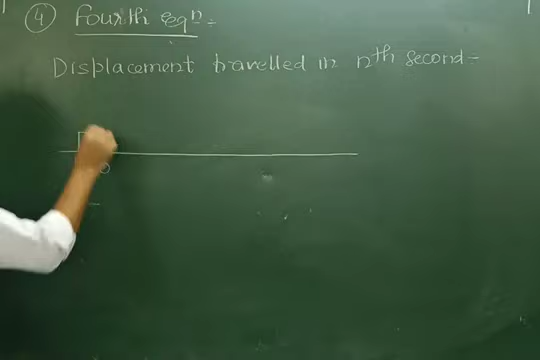 ④ Fourth eqⁿ =
Displacement travelled in nth second -